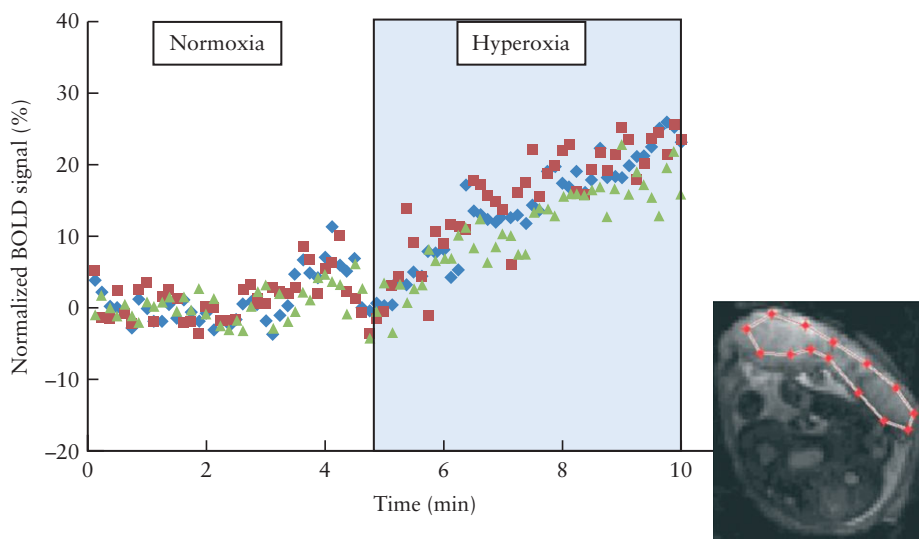 40
Normoxia
Hyperoxia
30
20
10
0
–10
–20
Normalized BOLD signal (%)
0 2 4 6 8 10
Time (min)